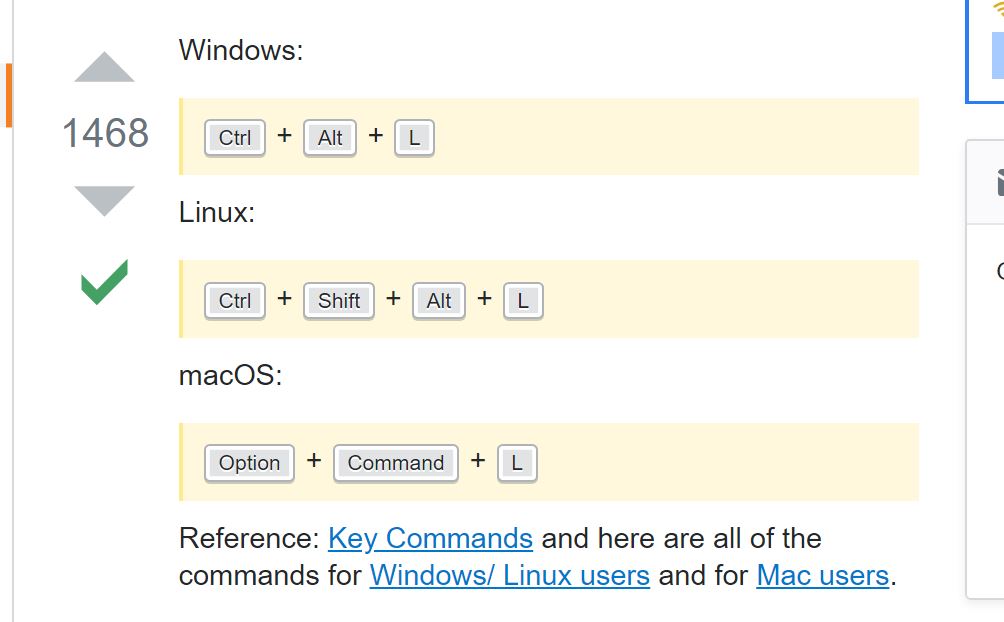 Windows:
1468
Ctrl + Alt + L
Linux:
Ctrl + Shift + Alt + L
macOS:
Option + Command + L
Reference: Key Commands and here are all of the
commands for Windows/ Linux users and for Mac users.